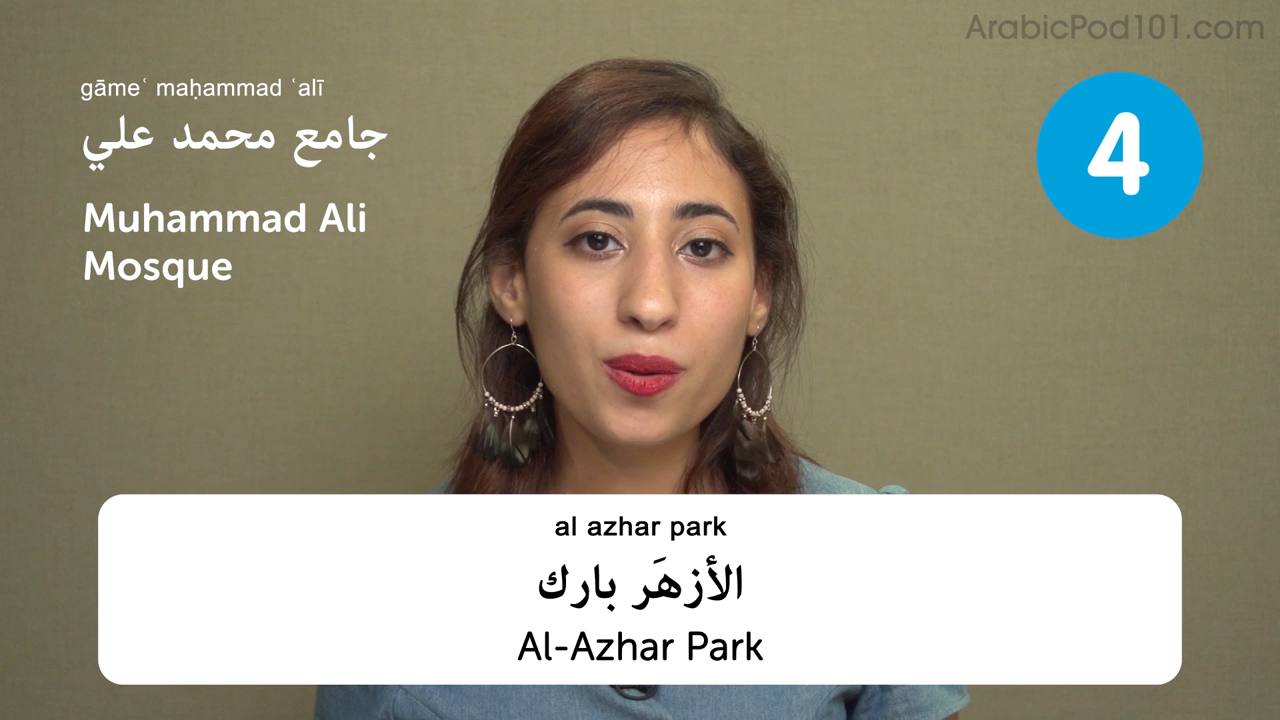 ArabicPod101.com
gāmeʿ maḥammad ʿalī
جامع محمد علي
Muhammad Ali
Mosque
4
al azhar park
الأزهَر بارك
Al-Azhar Park